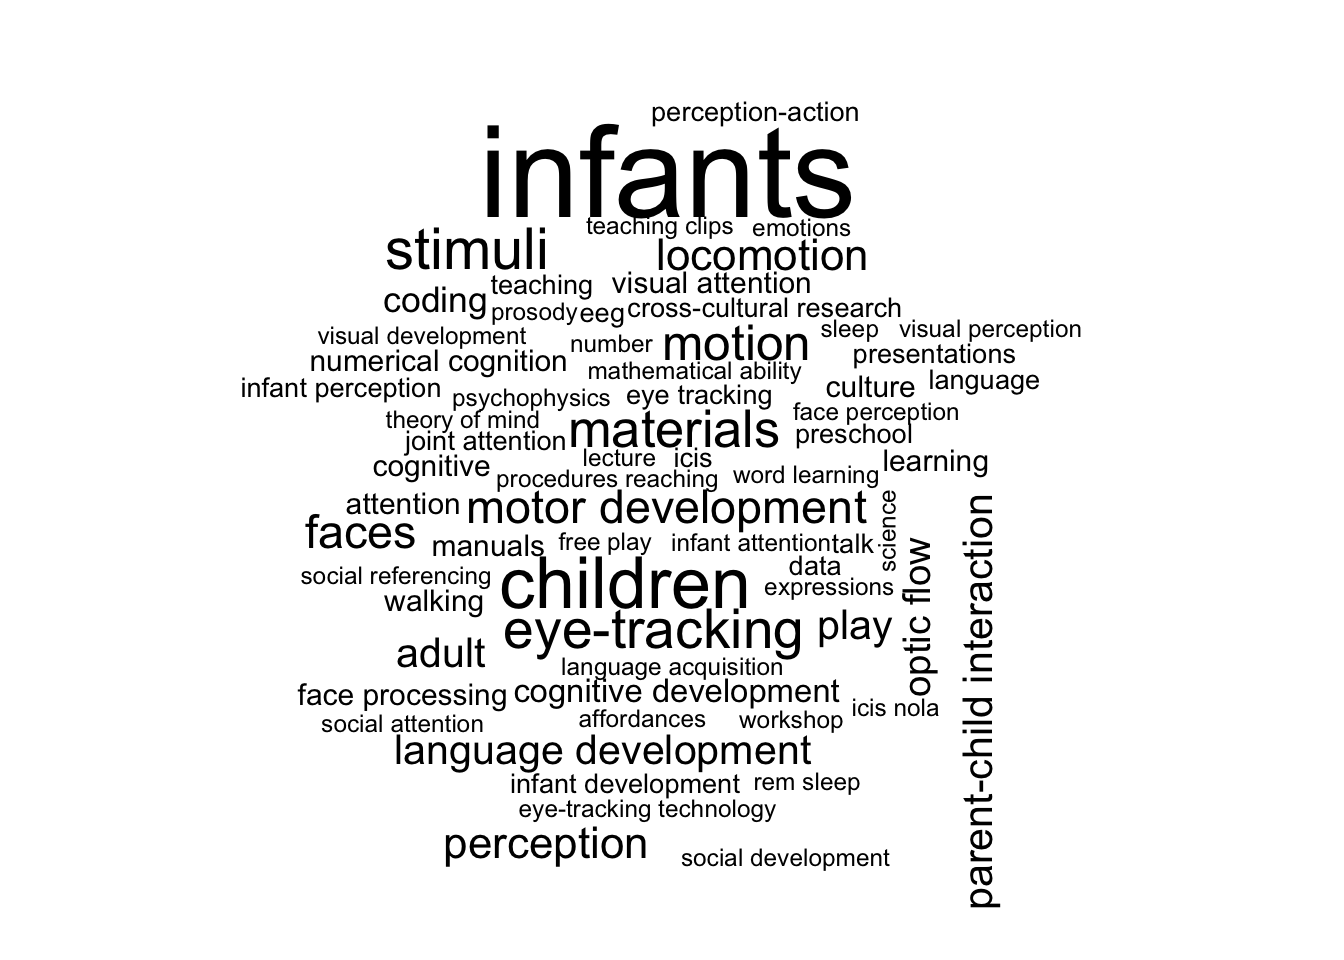 perception-action
infants
teaching clips emotions
stimuli locomotion
teaching visual attention
coding prosody eeg cross-cultural research
visual development number motion sleep visual perception
numerical cognition mathematical ability presentations
infant perception psychophysics eye tracking culture language
theory of mind materials face perception
joint attention preschool
cognitive lecture icis learning
procedures reaching word learning
attention motor development science
faces manuals free play infant attention talk
social referencing children data
walking expressions optic flow
eye-tracking play parent-child interaction
adult language acquisition
face processing cognitive development icis nola
social attention affordances workshop
language development
infant development rem sleep
eye-tracking technology
perception social development